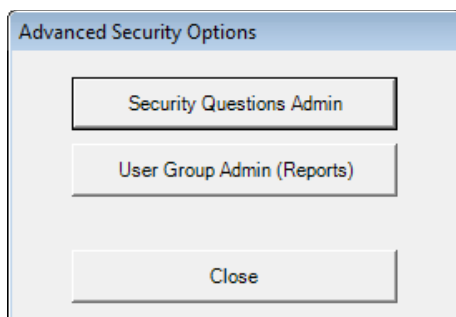 Advanced Security Options
Security Questions Admin
User Group Admin (Reports)
Close